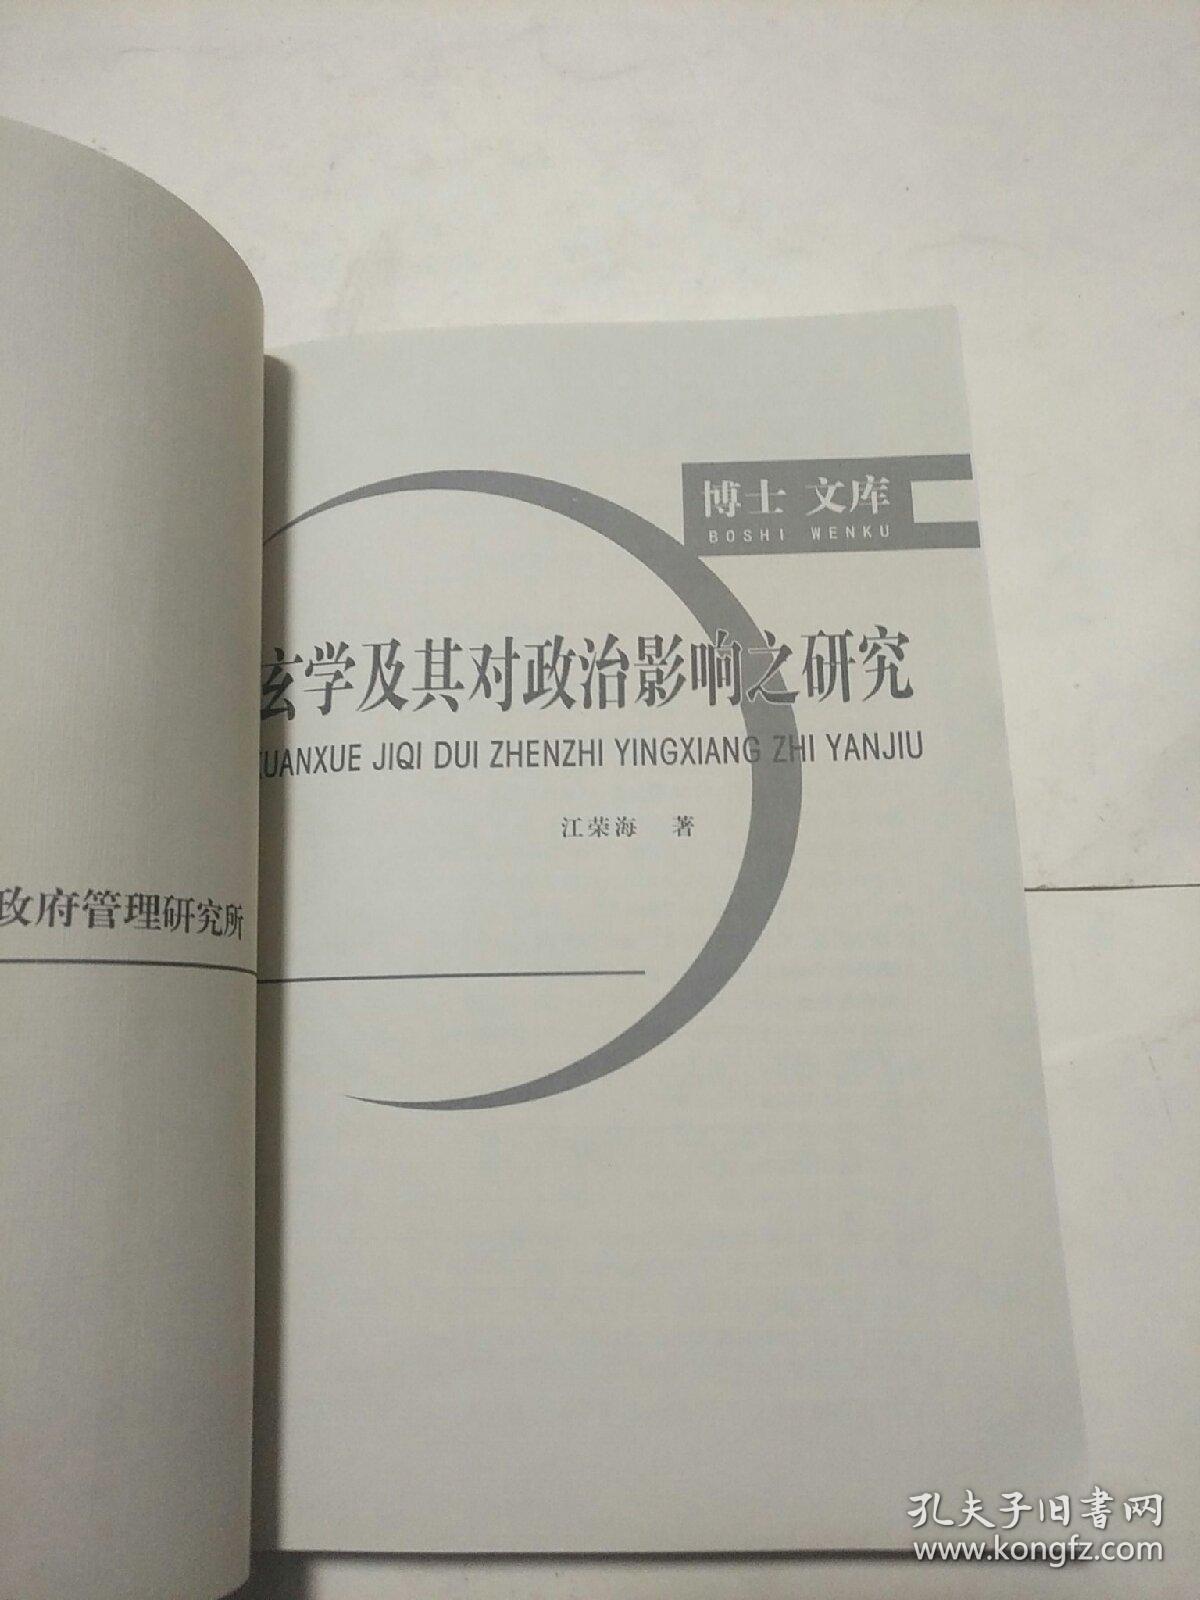 博士 文库
BOSHI WENKU
玄学及其对政治影响之研究
XUANXUE JIQI DUI ZHENZHI YINGXIANG ZHI YANJIU
江荣海 著
政府管理研究所
孔夫子旧书网
www.kongfz.com